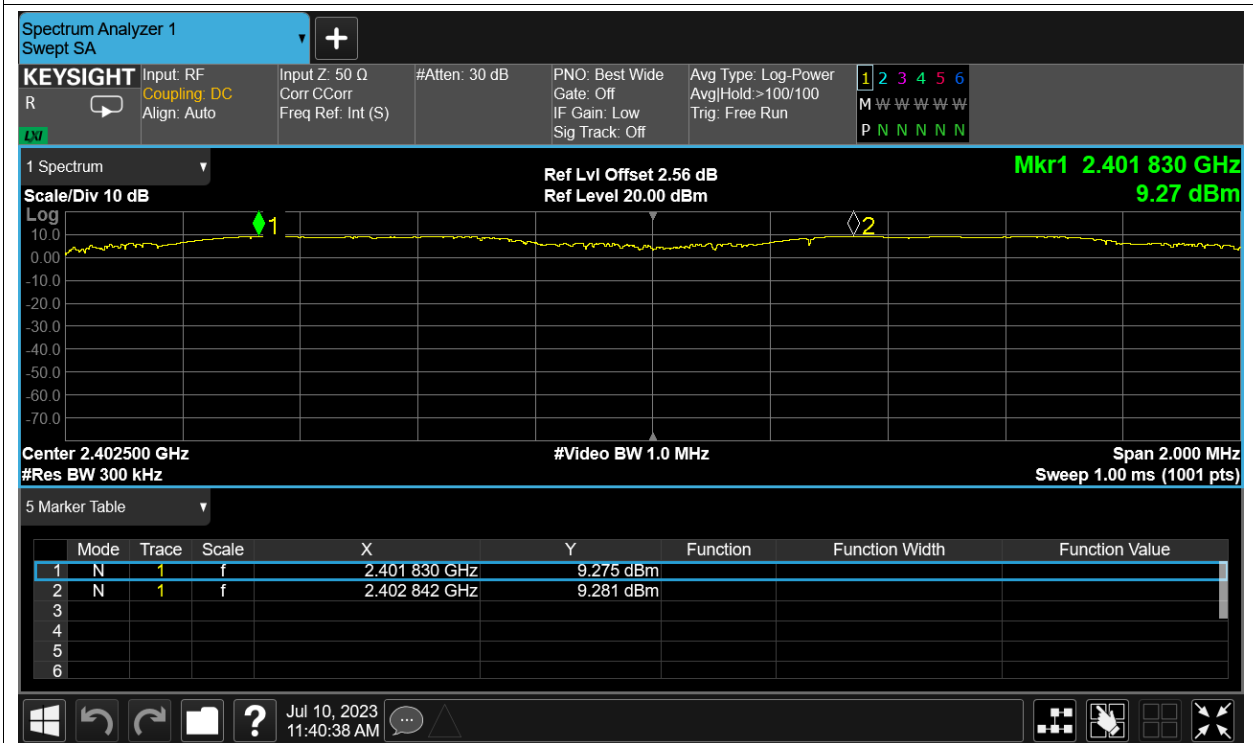 Spectrum Analyzer 1
Swept SA
KEYSIGHT
R
LXI
Input: RF
Coupling: DC
Align: Auto
Input Z: 50 Ω
Corr CCorr
Freq Ref: Int (S)
#Atten: 30 dB
PNO: Best Wide
Gate: Off
IF Gain: Low
Sig Track: Off
Avg Type: Log-Power
Avg|Hold:>100/100
Trig: Free Run
1 2 3 4 5 6
M W W W W W
P N N N N N
1 Spectrum
Scale/Div 10 dB
Ref Lvl Offset 2.56 dB
Ref Level 20.00 dBm
Mkr1 2.401 830 GHz
9.27 dBm
Log
1
2
10.0
0.00
-10.0
-20.0
-30.0
-40.0
-50.0
-60.0
-70.0
Center 2.402500 GHz
#Res BW 300 kHz
#Video BW 1.0 MHz
Span 2.000 MHz
Sweep 1.00 ms (1001 pts)
5 Marker Table
Mode Trace Scale X Y Function Function Width Function Value
1 N 1 f 2.401 830 GHz 9.275 dBm
2 N 1 f 2.402 842 GHz 9.281 dBm
3
4
5
6
?
Jul 10, 2023
11:40:38 AM